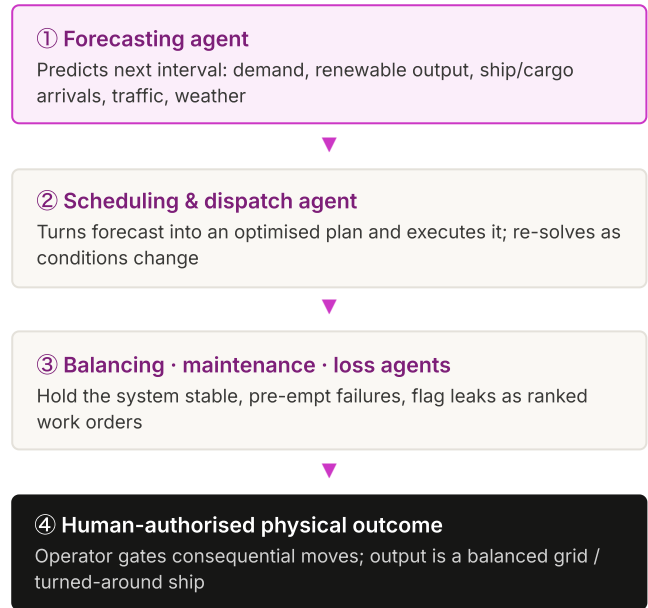 ① Forecasting agent
Predicts next interval: demand, renewable output, ship/cargo
arrivals, traffic, weather
② Scheduling & dispatch agent
Turns forecast into an optimised plan and executes it; re-solves as
conditions change
③ Balancing · maintenance · loss agents
Hold the system stable, pre-empt failures, flag leaks as ranked
work orders
④ Human-authorised physical outcome
Operator gates consequential moves; output is a balanced grid /
turned-around ship